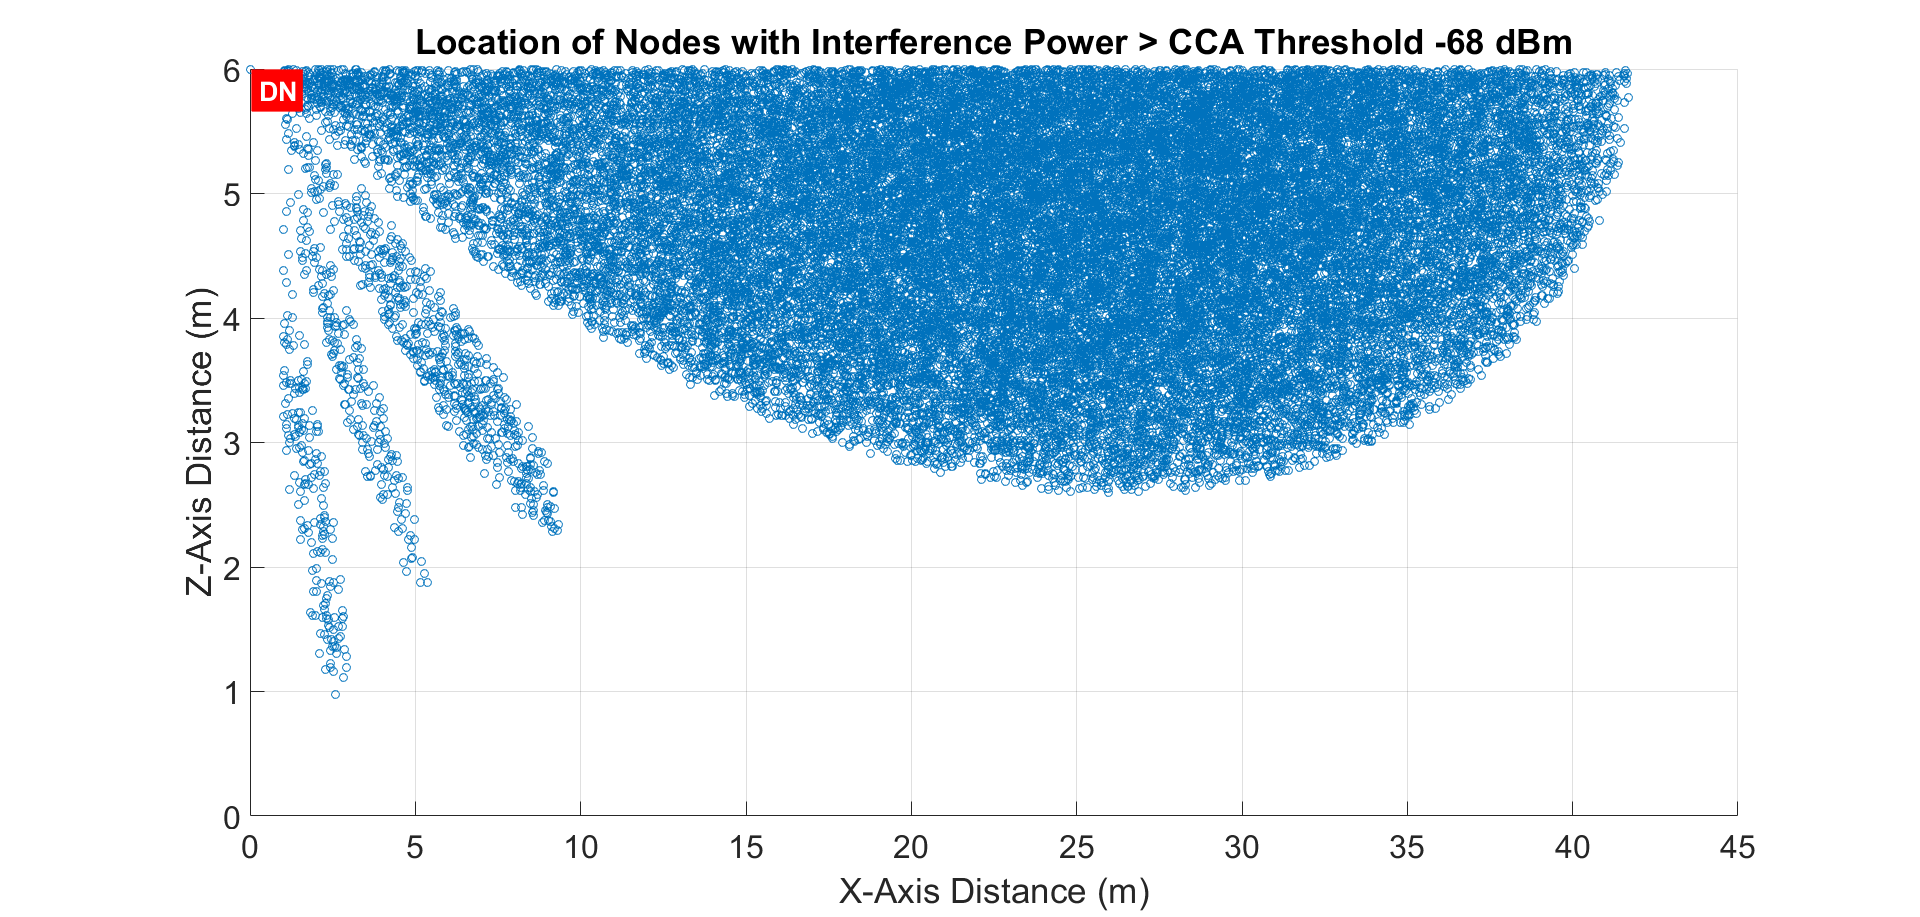 Location of Nodes with Interference Power > CCA Threshold -68 dBm
DN
6
5
4
3
2
1
0
Z-Axis Distance (m)
0 5 10 15 20 25 30 35 40 45
X-Axis Distance (m)